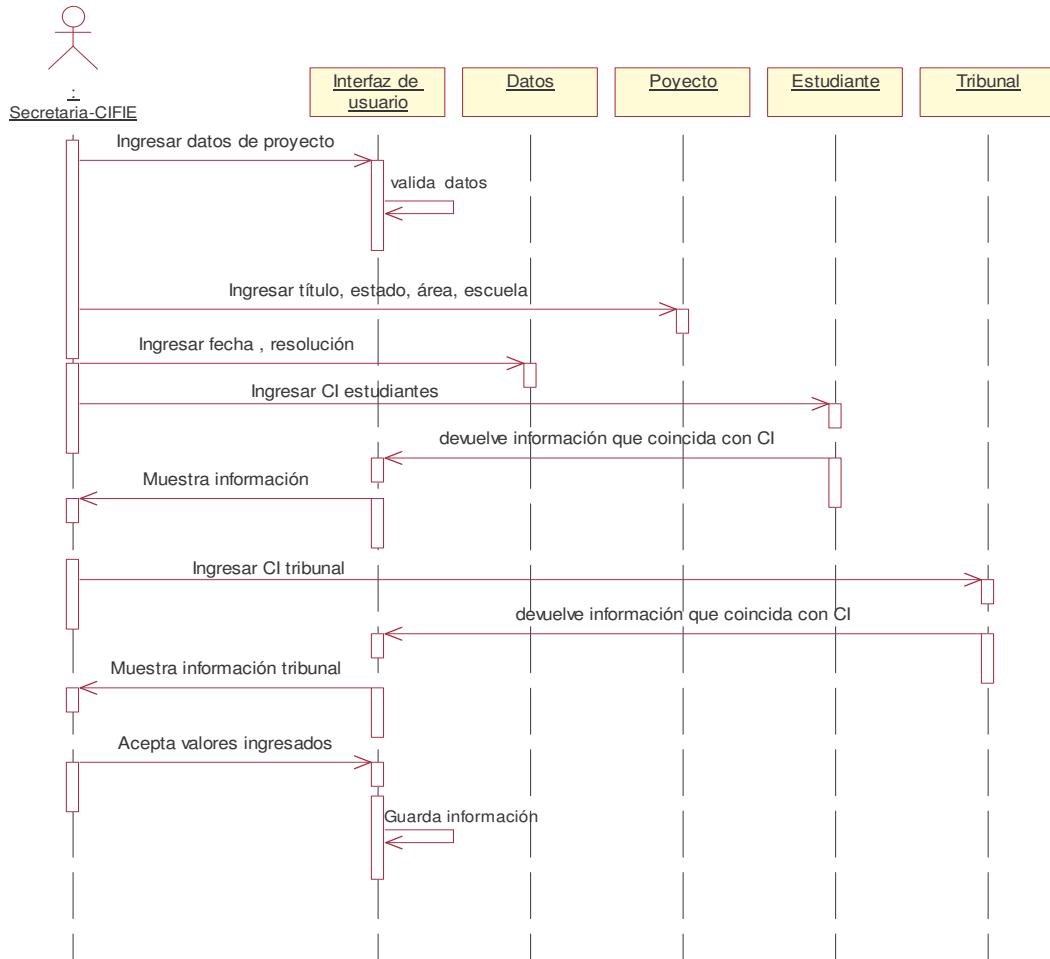 :
Secretaria-CIFIE
Interfaz de
usuario
Datos
Poyecto
Estudiante
Tribunal
Ingresar datos de proyecto
valida datos
Ingresar título, estado, área, escuela
Ingresar fecha , resolución
Ingresar CI estudiantes
devuelve información que coincida con CI
Muestra información
Ingresar CI tribunal
devuelve información que coincida con CI
Muestra información tribunal
Acepta valores ingresados
Guarda información